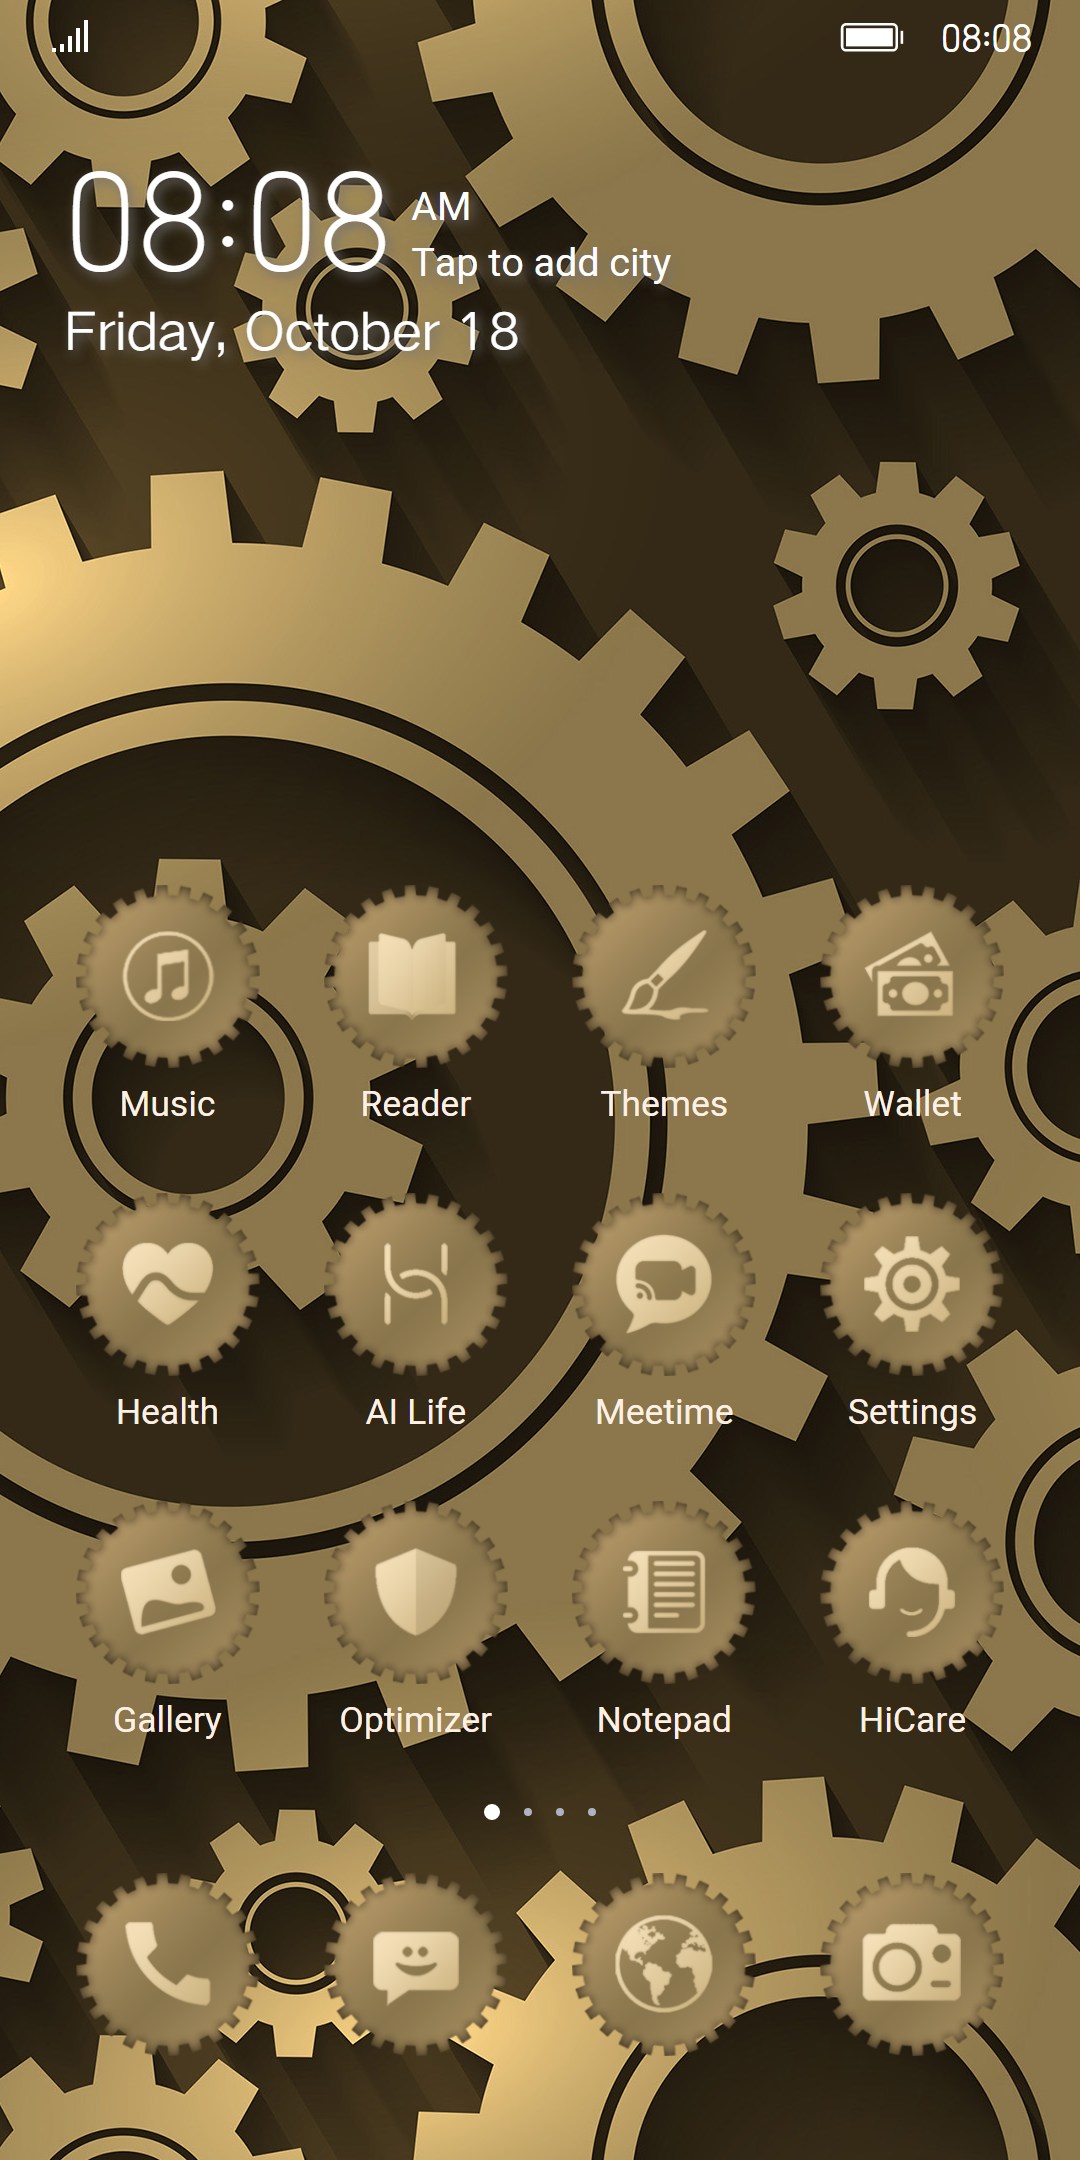 08:08
08:08 AM
Tap to add city
Friday, October 18
Music Reader Themes Wallet
Health AI Life Meetime Settings
Gallery Optimizer Notepad HiCare